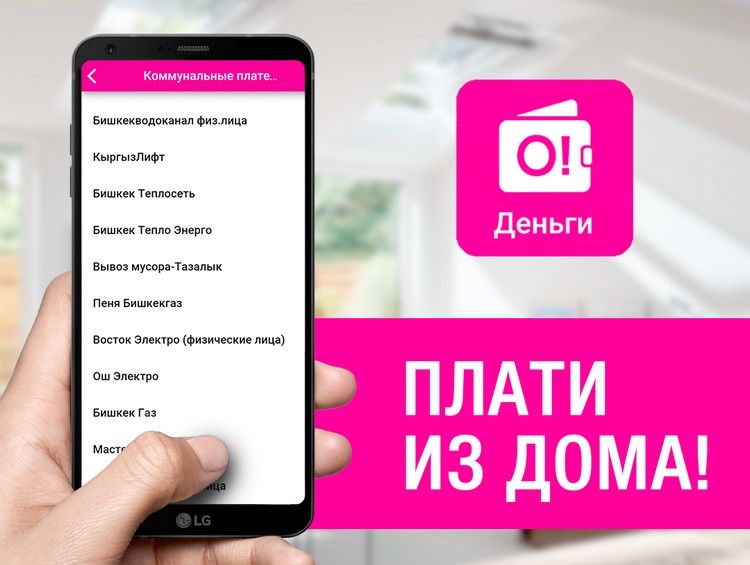 Коммунальные плате...
Бишкекводоканал физ.лица
КыргызЛифт
Бишкек Теплосеть
Бишкек Тепло Энерго
Вывоз мусора-Тазалык
Пеня Бишкекгаз
Восток Электро (физические лица)
Ош Электро
Бишкек Газ
LG
О!
Деньги
ПЛАТИ
ИЗ ДОМА!